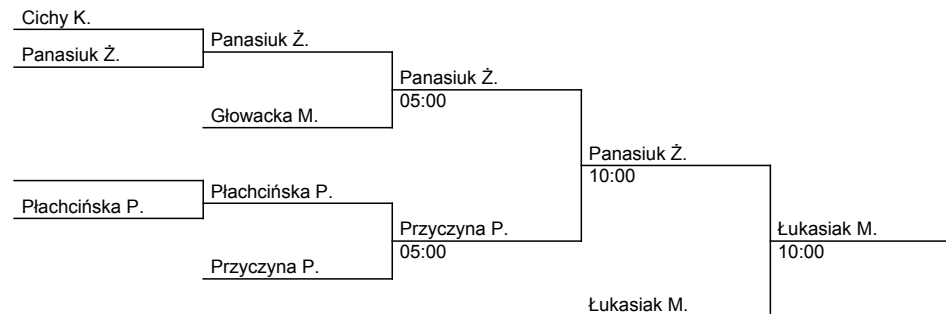 Cichy K.
Panasiuk Ż.
Panasiuk Ż.
Panasiuk Ż.
05:00
Głowacka M.
Panasiuk Ż.
10:00
Płachcińska P.
Płachcińska P.
Przyczyna P.
05:00
Łukasiak M.
10:00
Przyczyna P.
Łukasiak M.